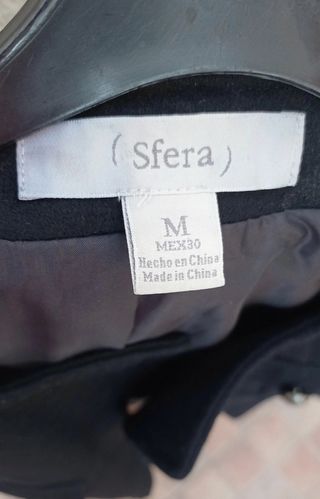 ( Sfera )
M
MEX30
Hecho en China
Made in China